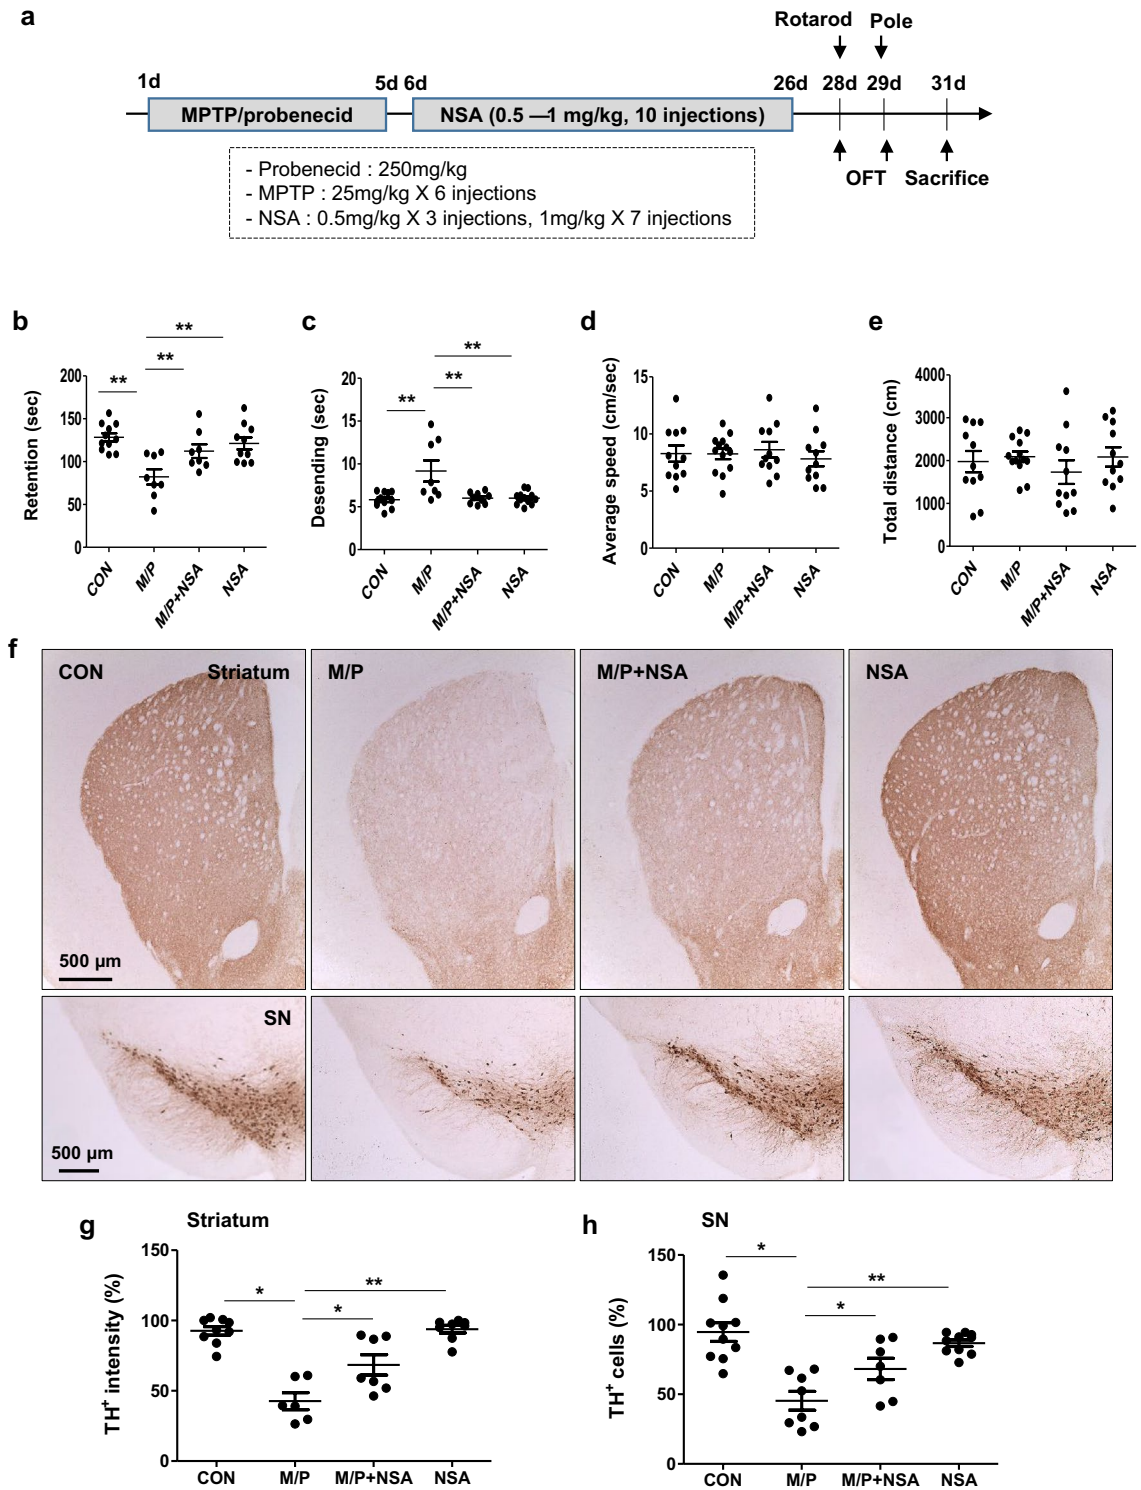 a
Rotarod Pole
1d 5d 6d 26d 28d 29d 31d
MPTP/probenecid NSA (0.5 —1 mg/kg, 10 injections)
OFT Sacrifice
- Probenecid : 250mg/kg
- MPTP : 25mg/kg X 6 injections
- NSA : 0.5mg/kg X 3 injections, 1mg/kg X 7 injections
b
**
**
**
Retention (sec)
200
150
100
50
0
CON M/P M/P+NSA NSA
c
**
**
**
Desending (sec)
20
15
10
5
0
CON M/P M/P+NSA NSA
d
Average speed (cm/sec)
15
10
5
0
CON M/P M/P+NSA NSA
e
Total distance (cm)
4000
3000
2000
1000
0
CON M/P M/P+NSA NSA
f
CON Striatum M/P M/P+NSA NSA
500 µm
SN
500 µm
g Striatum
TH+ intensity (%)
150
100
50
0
*
**
*
CON M/P M/P+NSA NSA
h SN
TH+ cells (%)
150
100
50
0
*
**
*
CON M/P M/P+NSA NSA